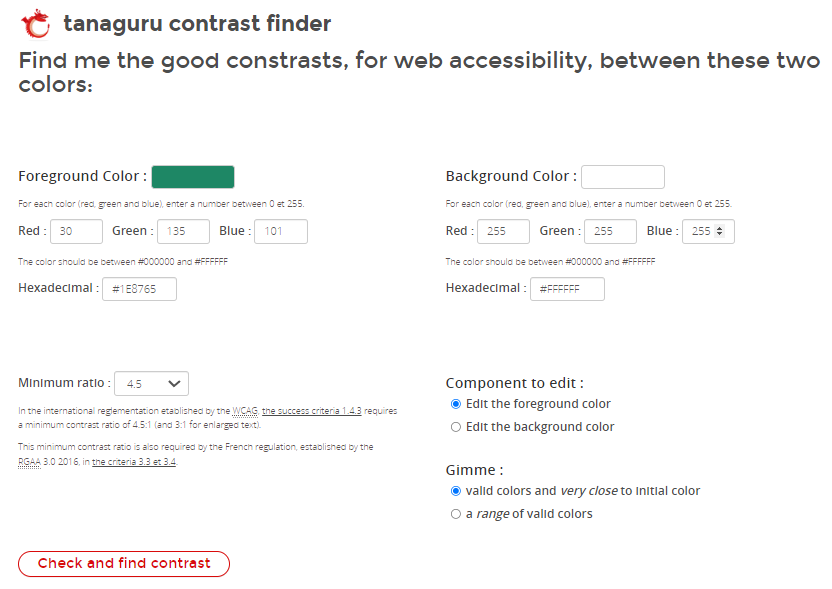 tanaguru contrast finder
Find me the good constrasts, for web accessibility, between these two
colors:
Foreground Color :
For each color (red, green and blue), enter a number between 0 et 255.
Red : 30 Green : 135 Blue : 101
The color should be between #000000 and #FFFFFF
Hexadecimal : #1E8765
Background Color :
For each color (red, green and blue), enter a number between 0 et 255.
Red : 255 Green : 255 Blue : 255
The color should be between #000000 and #FFFFFF
Hexadecimal : #FFFFFF
Minimum ratio : 4.5
In the international reglementation etablished by the WCAG, the success criteria 1.4.3 requires
a minimum contrast ratio of 4.5:1 (and 3:1 for enlarged text).
This minimum contrast ratio is also required by the French regulation, established by the
RGAA 3.0 2016, in the criteria 3.3 et 3.4.
Component to edit :
Edit the foreground color
Edit the background color
Gimme :
valid colors and very close to initial color
a range of valid colors
Check and find contrast